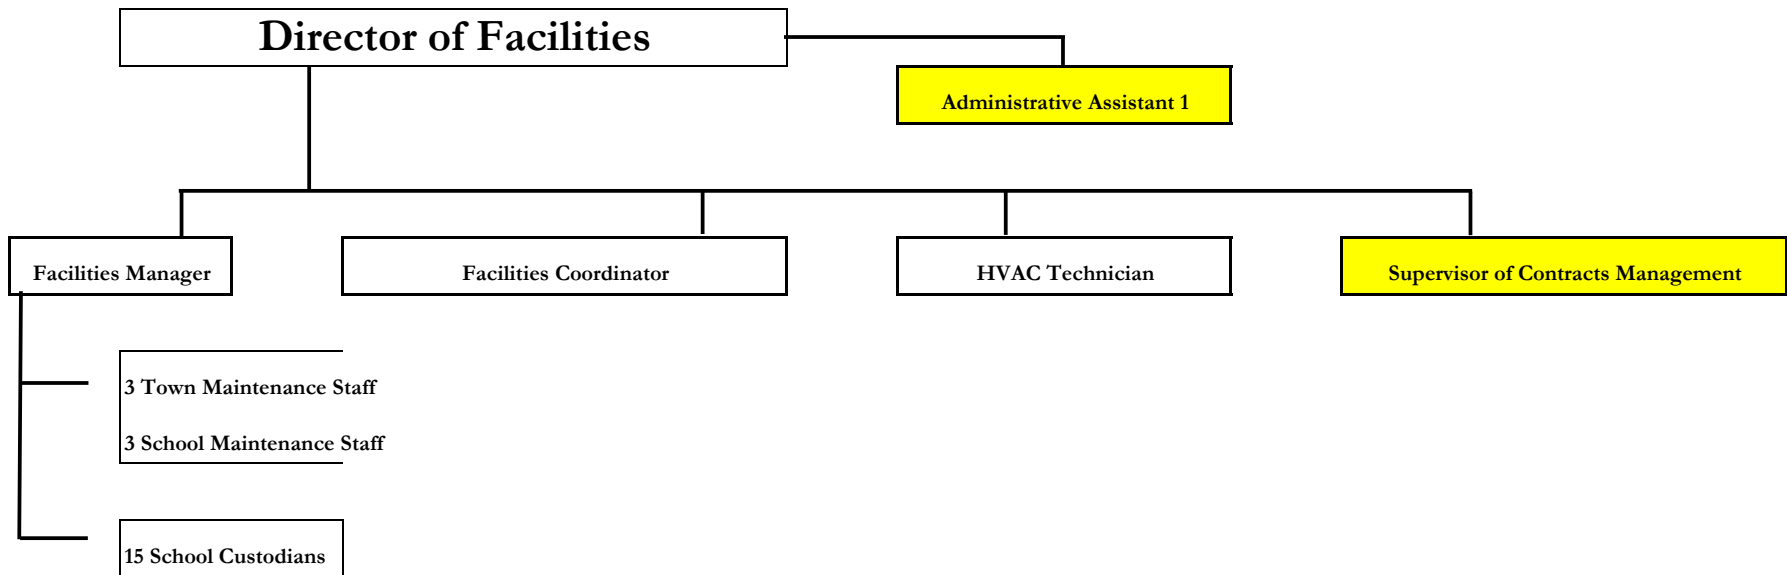 Director of Facilities
Administrative Assistant 1
Facilities Manager
Facilities Coordinator
HVAC Technician
Supervisor of Contracts Management
3 Town Maintenance Staff
3 School Maintenance Staff
15 School Custodians